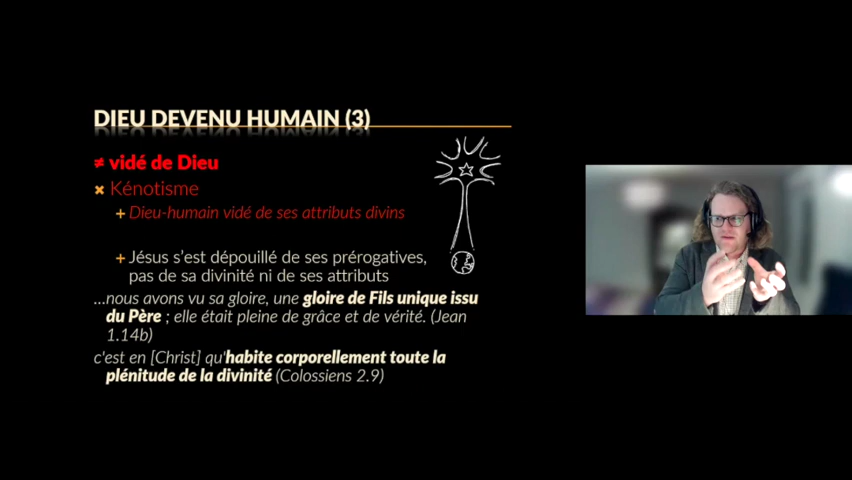 DIEU DEVENU HUMAIN (3)
≠ vidé de Dieu
Kénotisme
Dieu-humain vidé de ses attributs divins
Jésus s'est dépouillé de ses prérogatives,
pas de sa divinité ni de ses attributs
...nous avons vu sa gloire, une gloire de Fils unique issu
du Père ; elle était pleine de grâce et de vérité. (Jean
1.14b)
c'est en [Christ] qu'habite corporellement toute la
plénitude de la divinité (Colossiens 2.9)